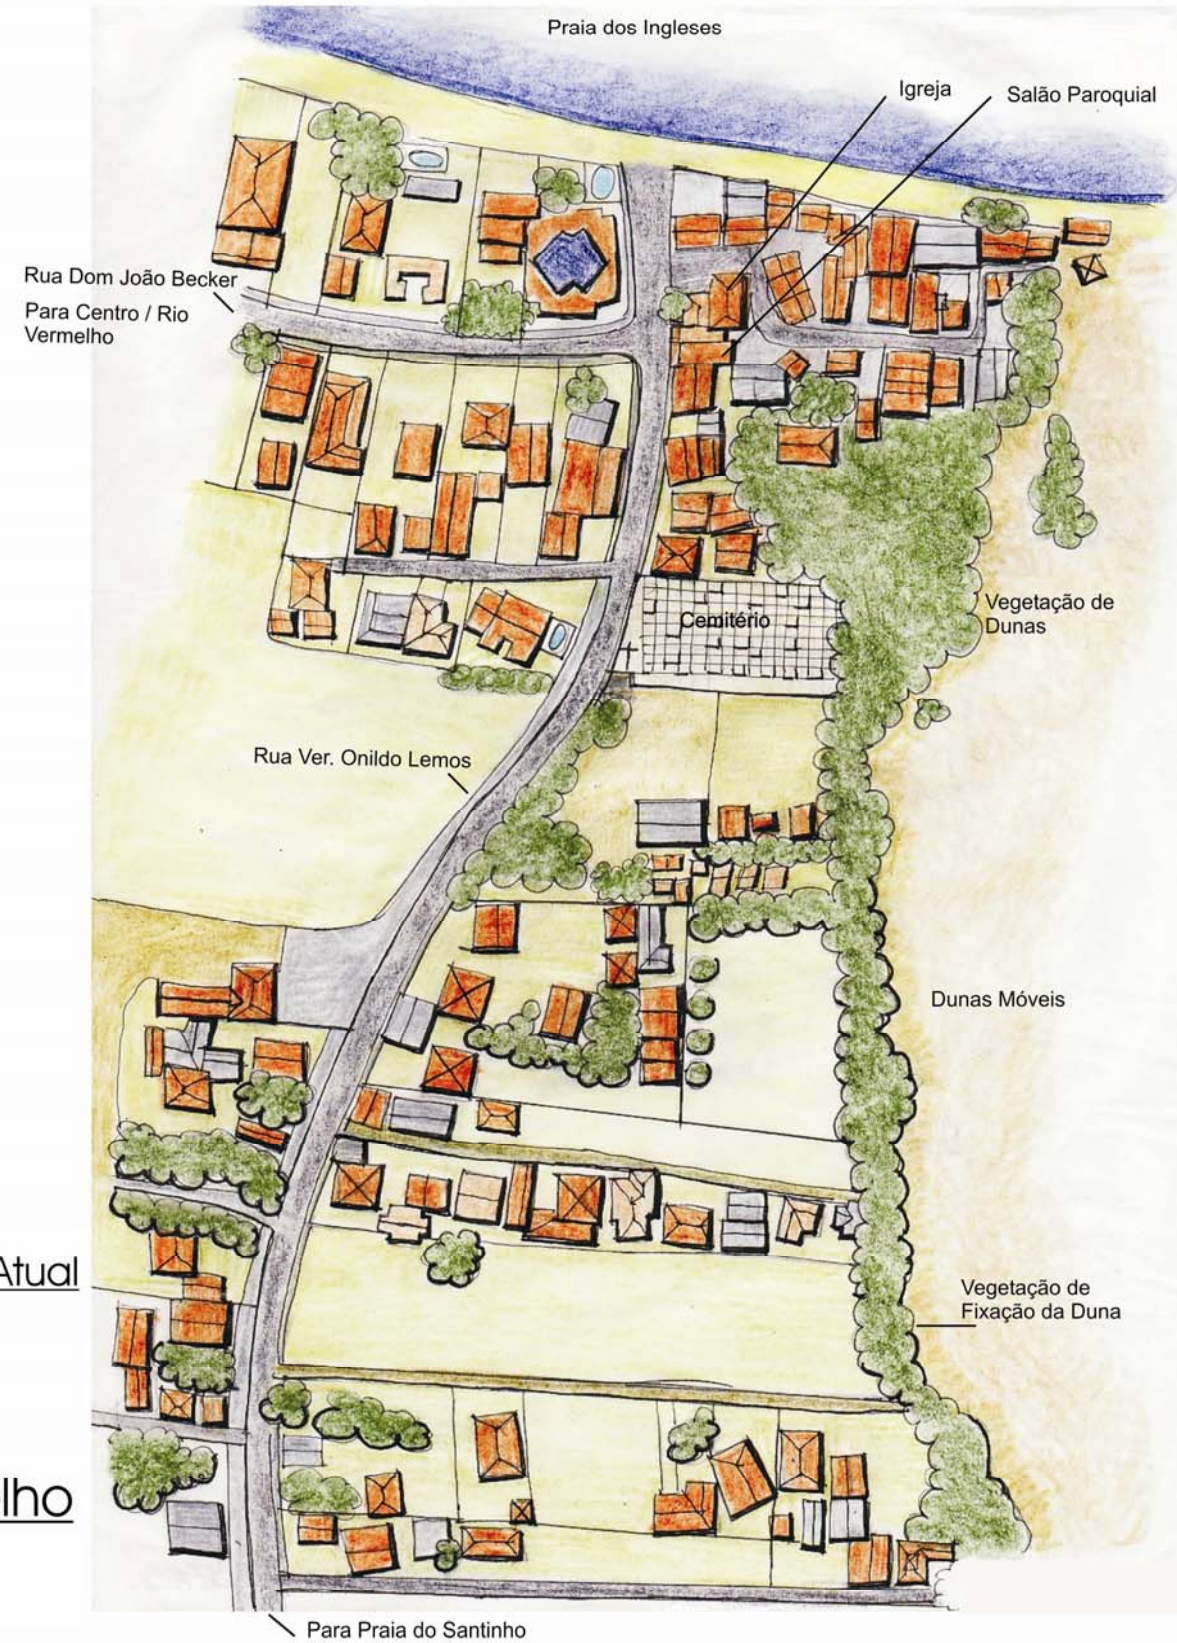 Praia dos Ingleses
Igreja
Salão Paroquial
Rua Dom João Becker
Para Centro / Rio
Vermelho
Cemitério
Vegetação de
Dunas
Rua Ver. Onildo Lemos
Dunas Móveis
Atual
Vegetação de
Fixação da Duna
lho
Para Praia do Santinho